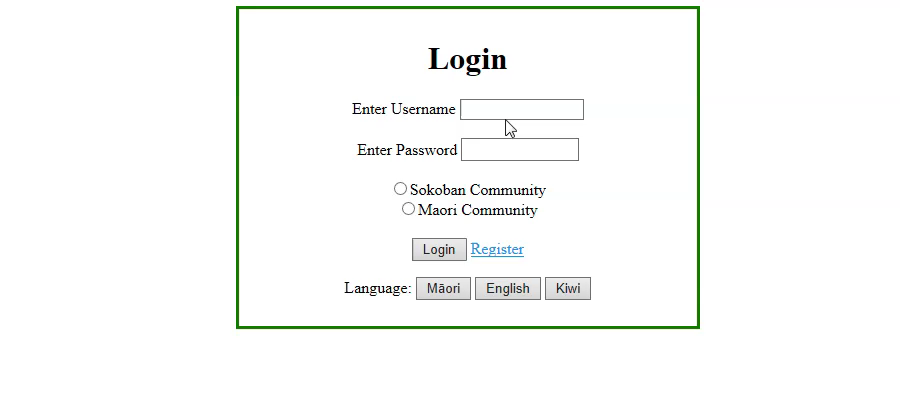 Login
Enter Username
Enter Password
Sokoban Community
Maori Community
Login Register
Language: Māori English Kiwi